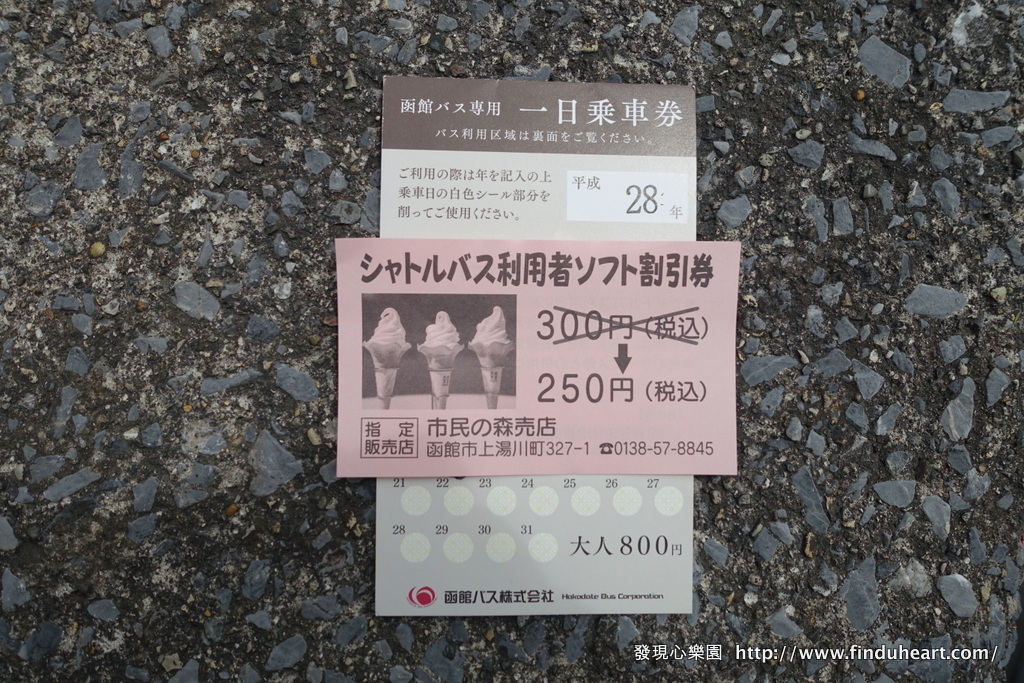 函館バス専用 一日乗車券
バス利用区域は裏面をご覧ください。
ご利用の際は年を記入の上
乗車日の白色シール部分を
削ってご使用ください。
平成 28 年
シャトルバス利用者ソフト割引券
300円(税込)
250円(税込)
指定
販売店
市民の森売店
函館市上湯川町327-1 ☎0138-57-8845
21 22 23 24 25 26 27
28 29 30 31
大人800円
函館バス株式会社 Hakodate Bus Corporation
發現心樂園 http://www.finduheart.com/